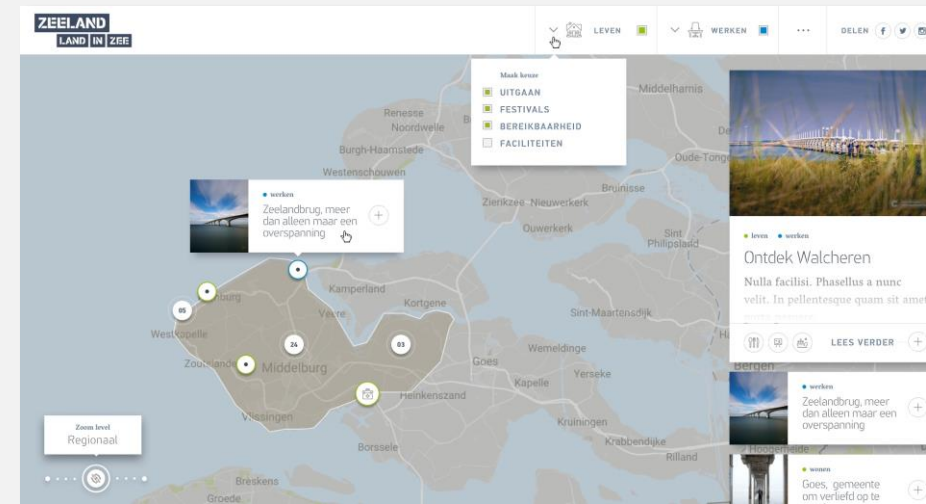 ZEELAND
LAND IN ZEE
LEVEN
WERKEN
...
DELEN
Maak keuze
UITGAAN
FESTIVALS
BEREIKBAARHEID
FACILITEITEN
Middelharnis
Renesse
Noordwelle
Burgh-Haamstede
Westenschouwen
Oude-Tonge
Bruinisse
Zierikzee
Nieuwerkerk
Ouwerkerk
Sint
Philipsland
werken
Zeelandbrug, meer
dan alleen maar een
overspanning
Kamperland
Kortgene
Veere
05
Westkapelle
24
03
Sint-Maartensdijk
Zoutelande
Middelburg
Goes
Wemeldinge
Yerseke
Kapelle
Heinkenszand
Vlissingen
Kruiningen
Krabbendijke
Rilland
Borssele
Breskens
Groede
Zoom level
Regionaal
leven werken
Ontdek Walcheren
Nulla facilisi. Phasellus a nunc
velit. In pellentesque quam sit amet
LEES VERDER
Bergen
werken
Zeelandbrug, meer
dan alleen maar een
overspanning
Hoogerheide
wonen
Goes, gemeente
om verliefd op te